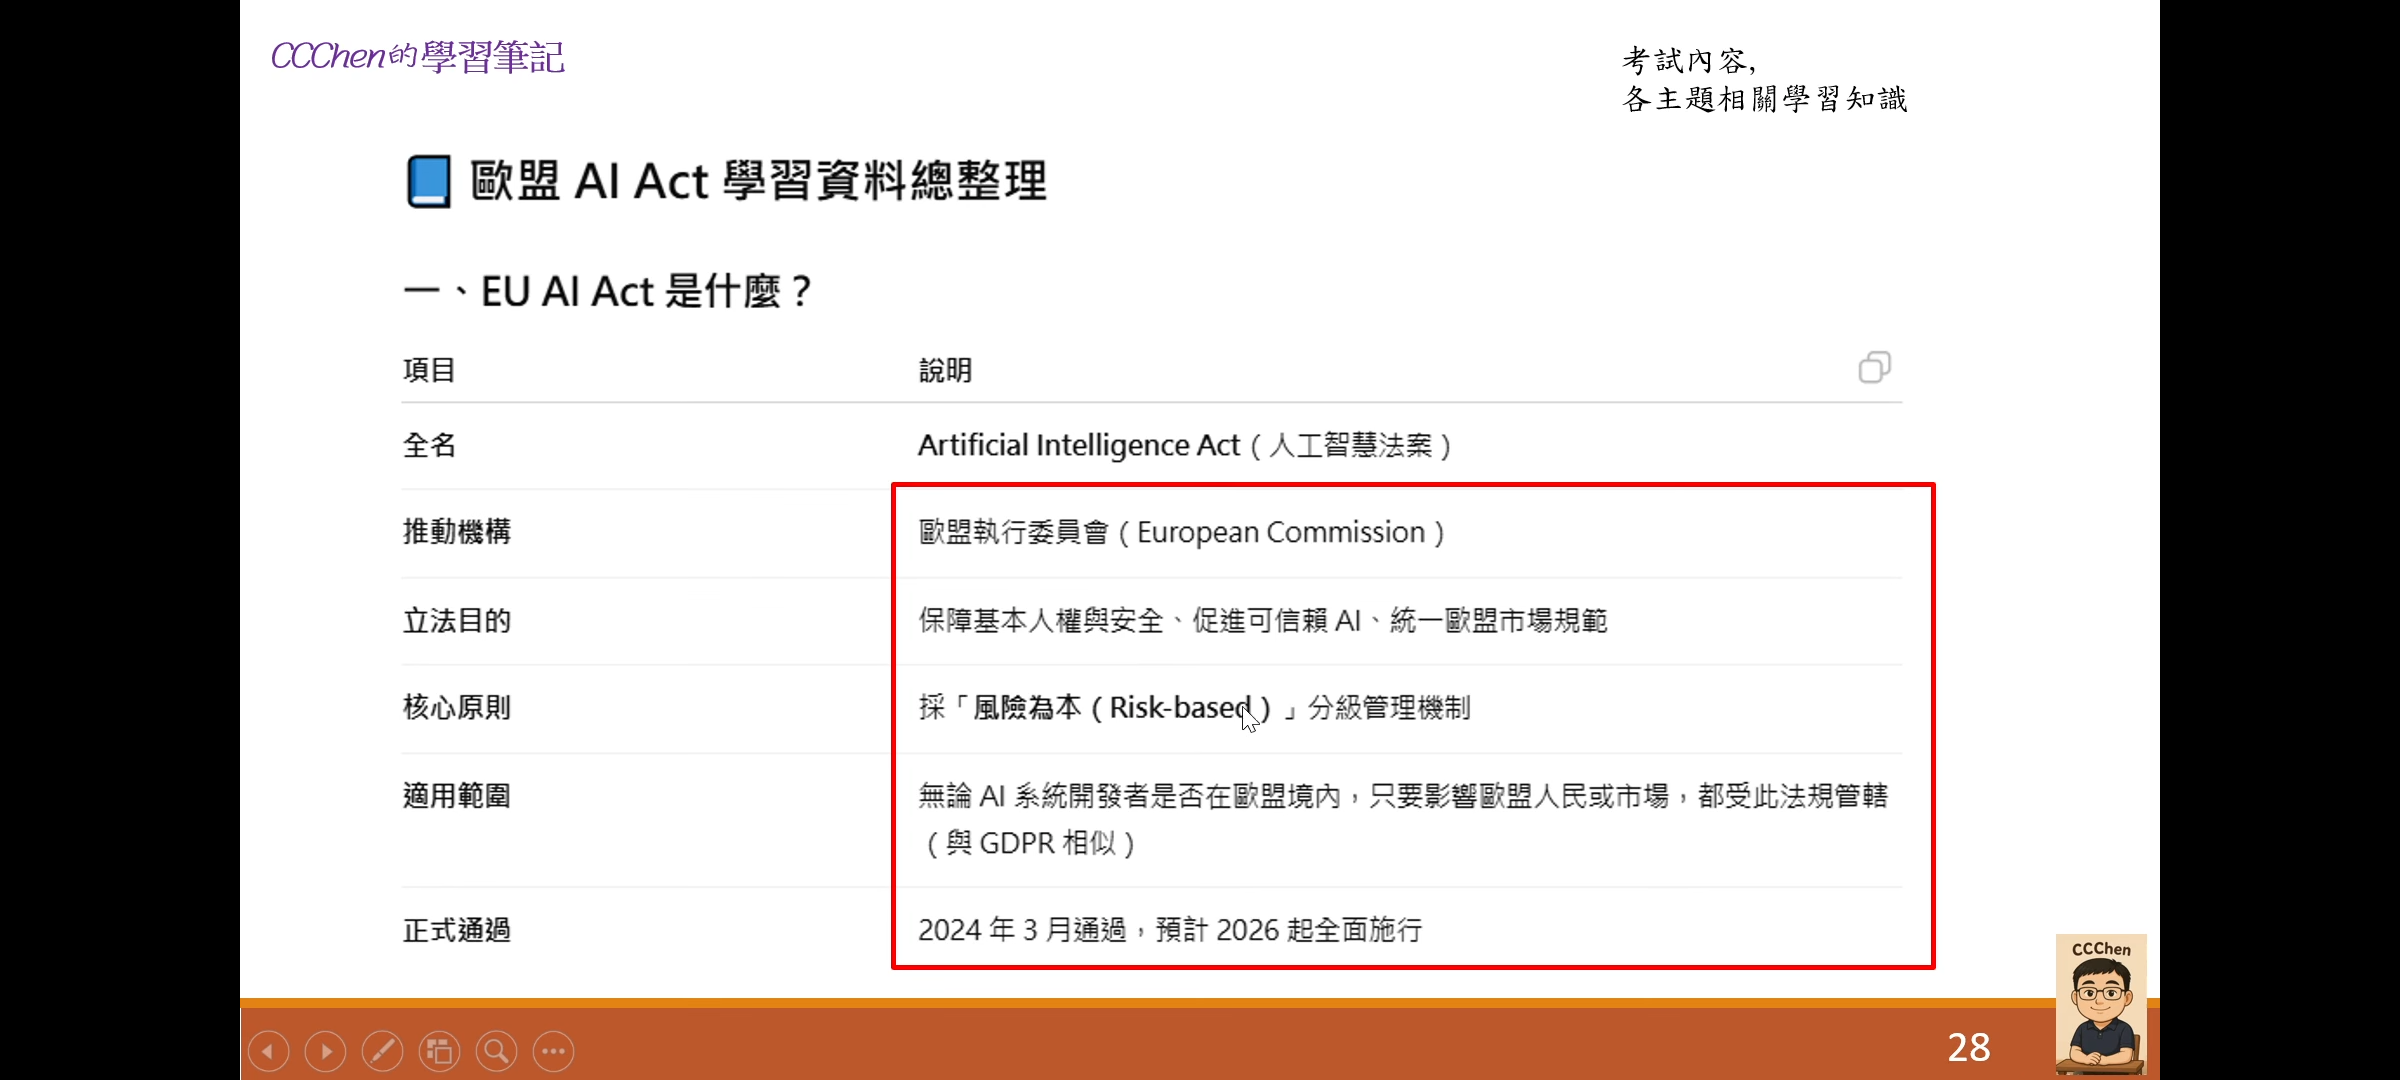 CCChen的學習筆記
考試內容,
各主題相關學習知識
歐盟 AI Act 學習資料總整理
一、EU AI Act 是什麼？
項目 說明
全名 Artificial Intelligence Act（人工智慧法案）
推動機構 歐盟執行委員會（European Commission）
立法目的 保障基本人權與安全、促進可信賴 AI、統一歐盟市場規範
核心原則 採「風險為本（Risk-based）」分級管理機制
適用範圍 無論 AI 系統開發者是否在歐盟境內，只要影響歐盟人民或市場，都受此法規管轄
（與 GDPR 相似）
正式通過 2024 年 3 月通過，預計 2026 起全面施行
CCChen
28